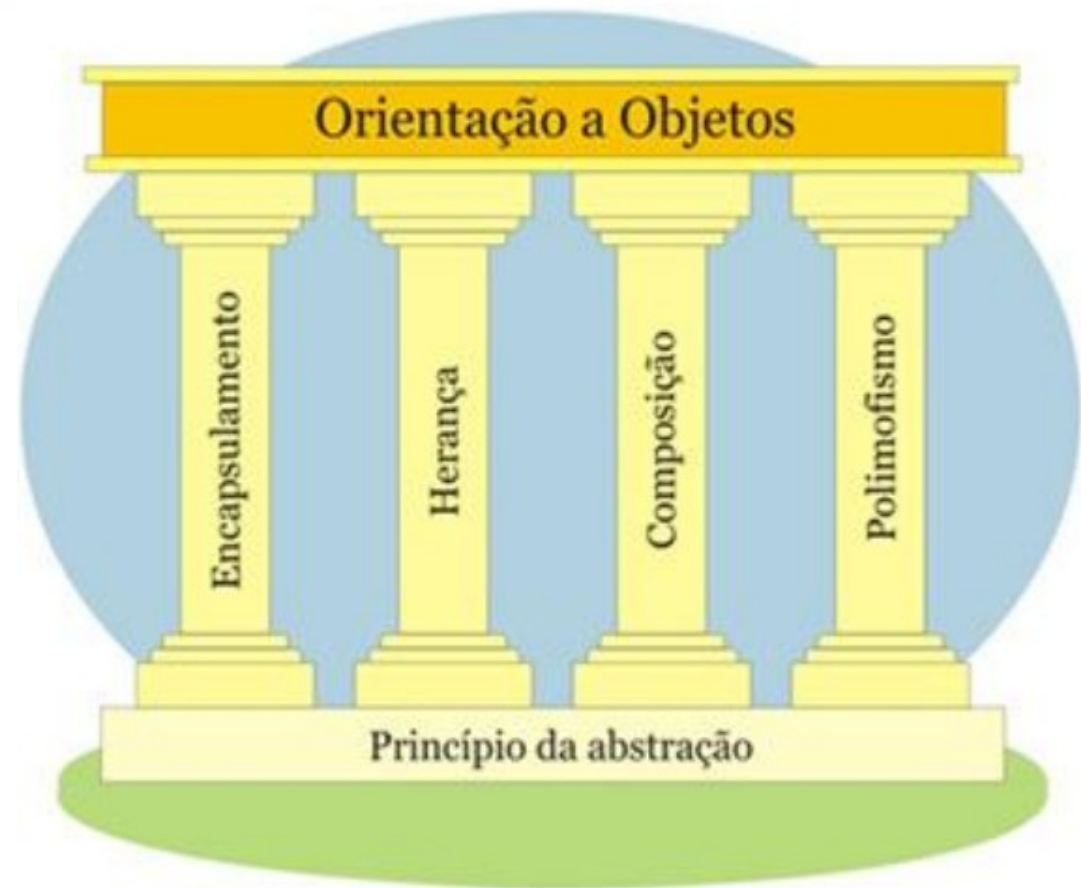 Orientação a Objetos
Encapsulamento
Herança
Composição
Polimofismo
Princípio da abstração